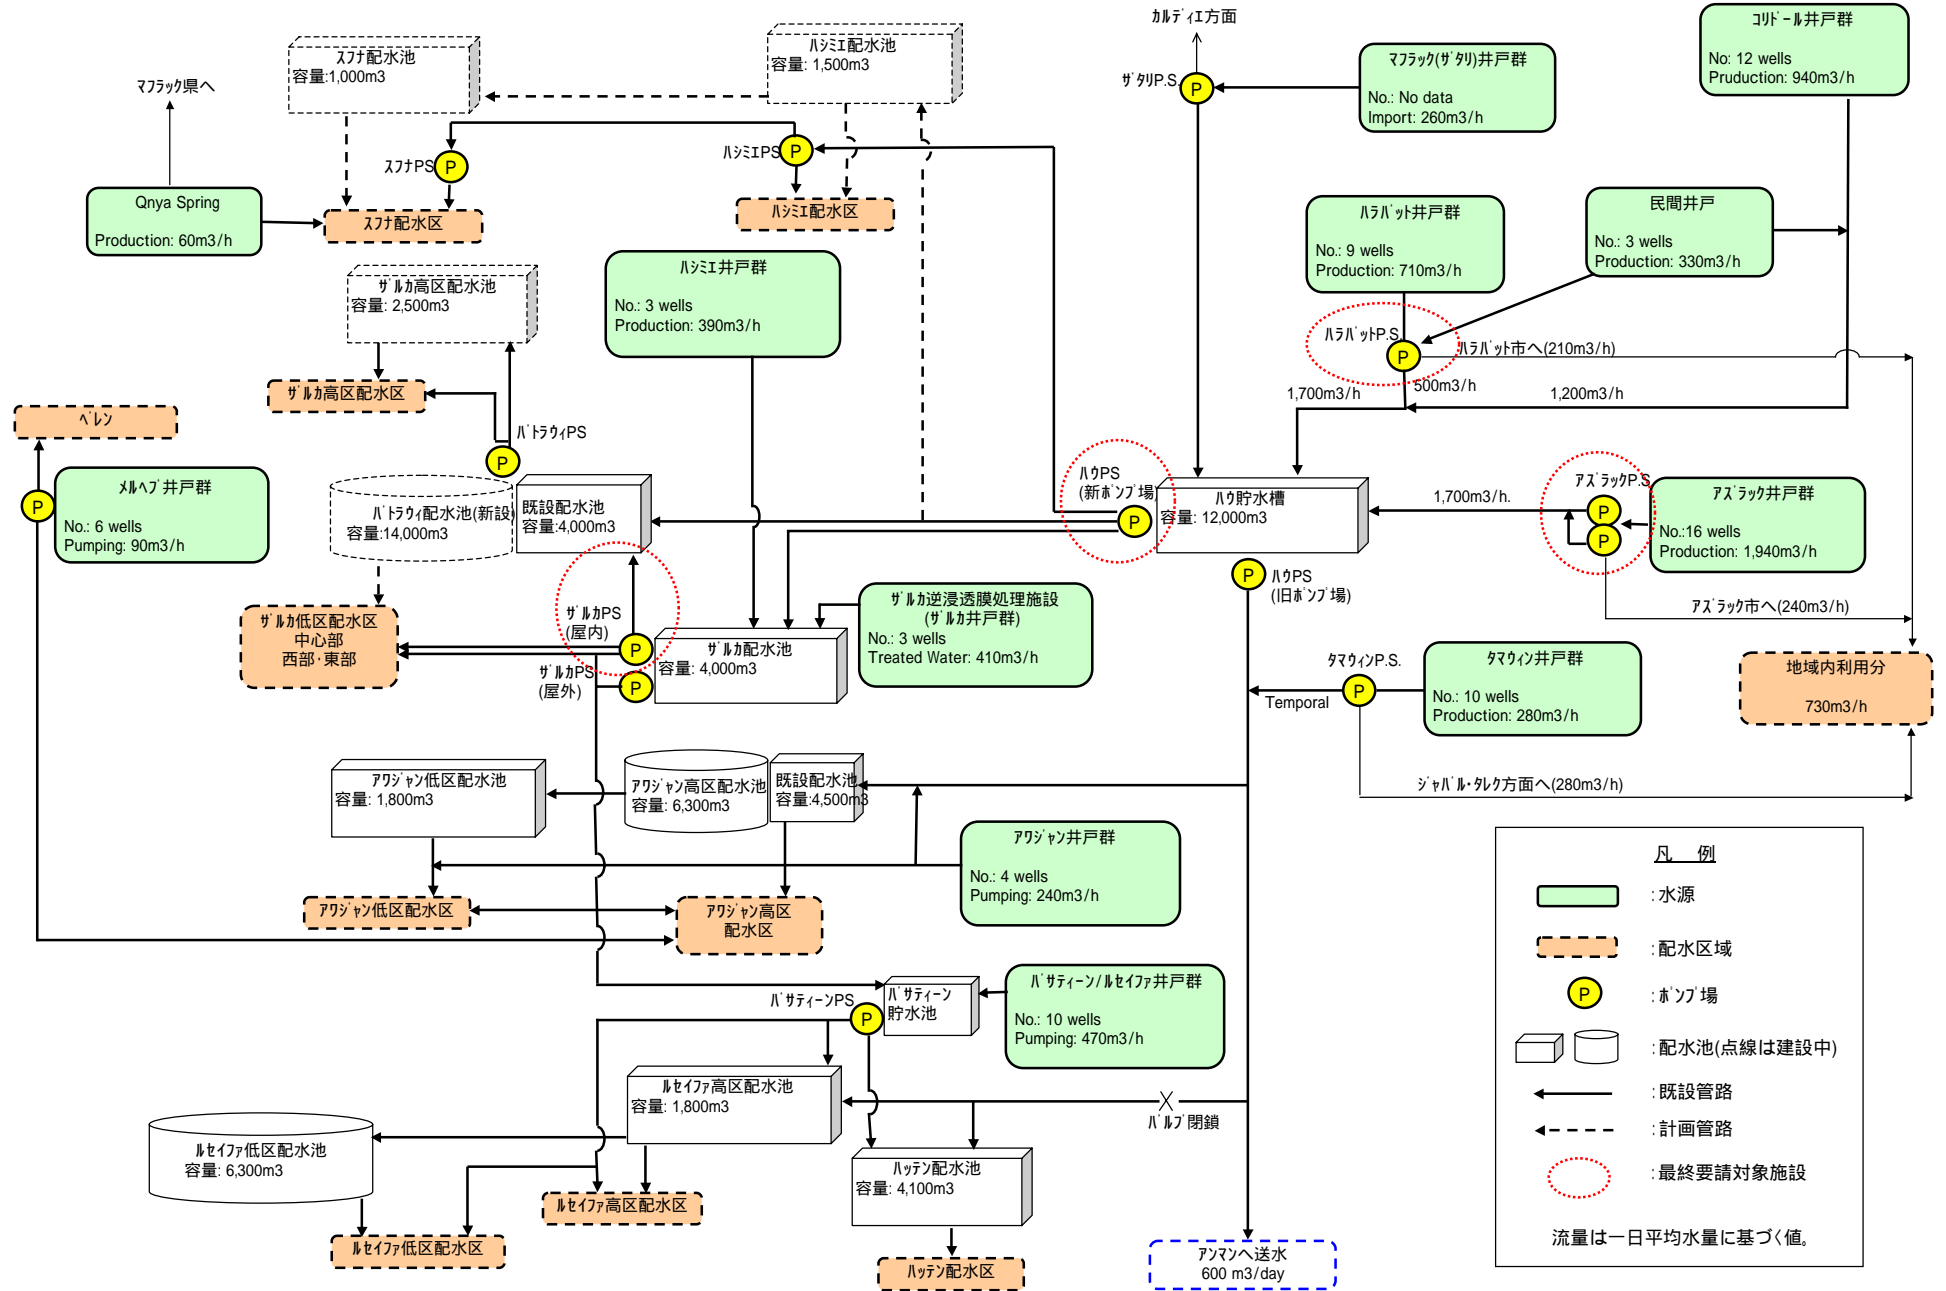 カルディエ方面
コリドール井戸群
No: 12 wells
Pruduction: 940m3/h
スフナ配水池
容量:1,000m3
ハシミエ配水池
容量: 1,500m3
マフラック(ザタリ)井戸群
No.: No data
Import: 260m3/h
ザタリP.S.
マフラック県へ
スフナPS
P
ハシミエPS
P
P
Qnya Spring
Production: 60m3/h
スフナ配水区
ハシミエ配水区
ハラバット井戸群
No.: 9 wells
Production: 710m3/h
民間井戸
No.: 3 wells
Production: 330m3/h
ザルカ高区配水池
容量: 2,500m3
ハシミエ井戸群
No.: 3 wells
Production: 390m3/h
ハラバットP.S.
P
ハラバット市へ(210m3/h)
500m3/h
1,700m3/h
1,200m3/h
ザルカ高区配水区
ベレン
バトラウィPS
P
メルヘブ井戸群
No.: 6 wells
Pumping: 90m3/h
P
バトラウィ配水池(新設)
容量:14,000m3
既設配水池
容量:4,000m3
ハウPS
(新ポンプ場)
P
ハウ貯水槽
容量: 12,000m3
1,700m3/h.
アズラックP.S
P
P
アズラック井戸群
No.:16 wells
Production: 1,940m3/h
P
ハウPS
(旧ポンプ場)
アズラック市へ(240m3/h)
ザルカ低区配水区
中心部
西部・東部
ザルカPS
(屋内)
P
ザルカPS
(屋外)
P
ザルカ配水池
容量: 4,000m3
ザルカ逆浸透膜処理施設
(ザルカ井戸群)
No.: 3 wells
Treated Water: 410m3/h
タマウィンP.S.
P
Temporal
タマウィン井戸群
No.: 10 wells
Production: 280m3/h
地域内利用分
730m3/h
ジャバル・タレク方面へ(280m3/h)
アワジャン低区配水池
容量: 1,800m3
アワジャン高区配水池
容量: 6,300m3
既設配水池
容量:4,500m3
アワジャン井戸群
No.: 4 wells
Pumping: 240m3/h
アワジャン低区配水区
アワジャン高区
配水区
バサティーンPS
P
バサティーン
貯水池
バサティーン/ルセイファ井戸群
No.: 10 wells
Pumping: 470m3/h
ルセイファ高区配水池
容量: 1,800m3
バルブ閉鎖
ルセイファ低区配水池
容量: 6,300m3
ハッテン配水池
容量: 4,100m3
ルセイファ高区配水区
ルセイファ低区配水区
ハッテン配水区
アンマンへ送水
600 m3/day
凡 例
:水源
:配水区域
P
:ポンプ場
:配水池(点線は建設中)
:既設管路
:計画管路
:最終要請対象施設
流量は一日平均水量に基づく値。